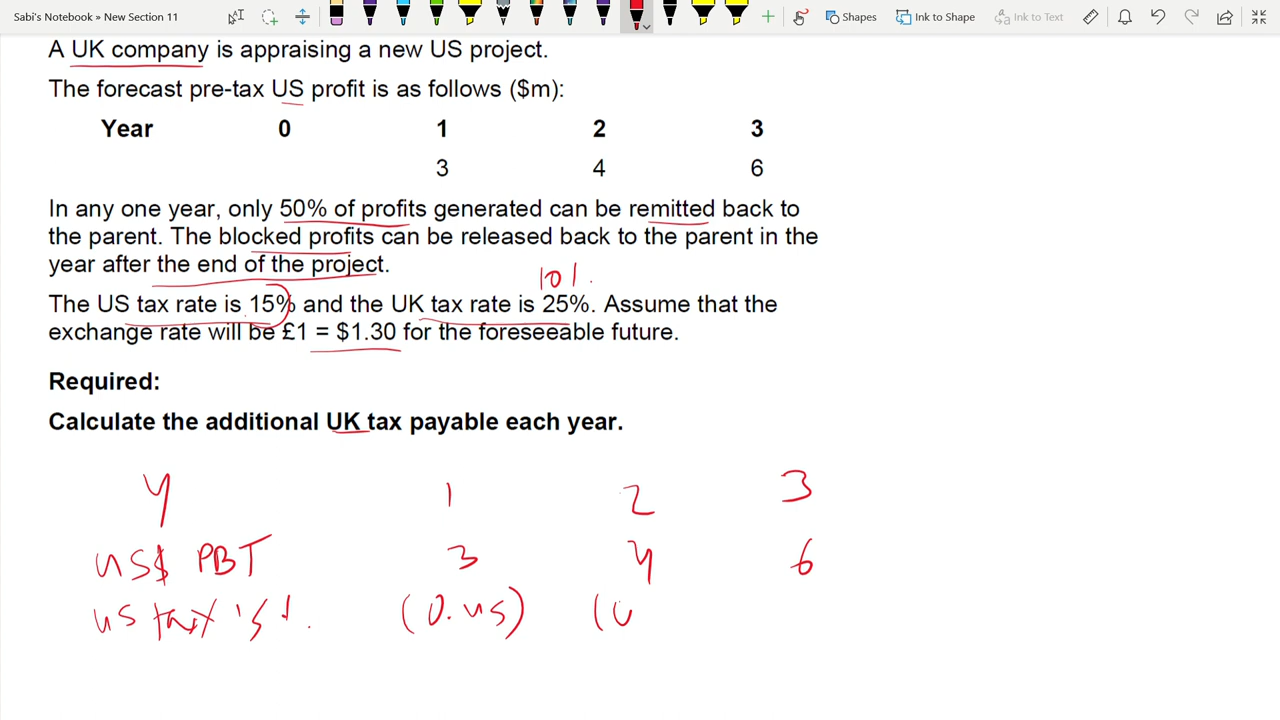 Sabi's Notebook » New Section 11
Shapes
Ink to Shape
Ink to Text
A UK company is appraising a new US project.
The forecast pre-tax US profit is as follows ($m):
Year 0 1 2 3
3 4 6
In any one year, only 50% of profits generated can be remitted back to
the parent. The blocked profits can be released back to the parent in the
year after the end of the project.
10%
The US tax rate is 15% and the UK tax rate is 25%. Assume that the
exchange rate will be £1 = $1.30 for the foreseeable future.
Required:
Calculate the additional UK tax payable each year.
Y 1 2 3
US$ PBT 3 4 6
US tax 15% (0.45) (0